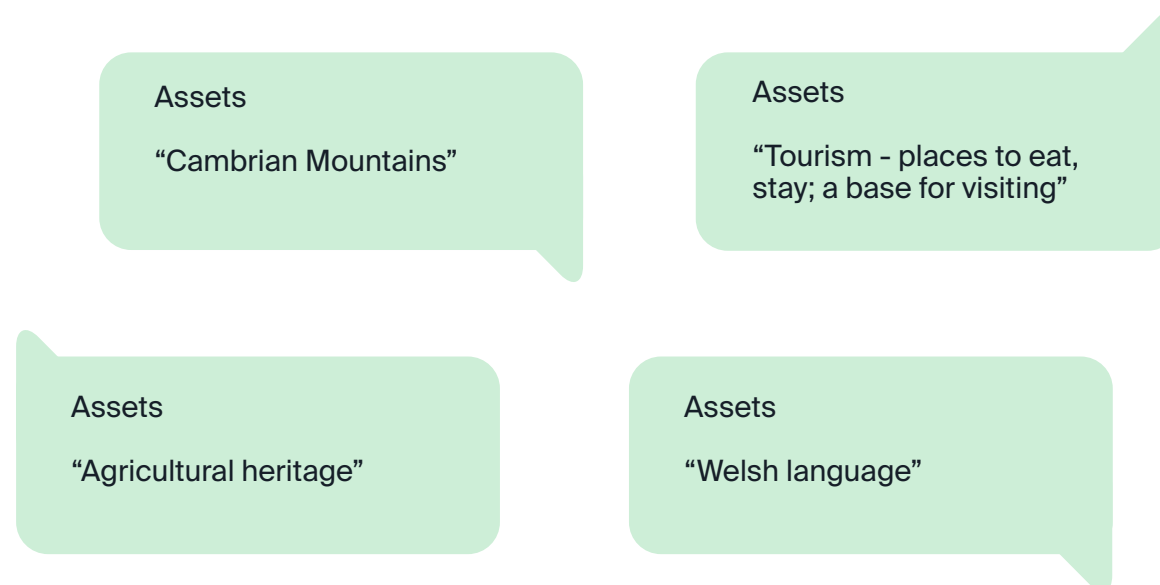 Assets
“Cambrian Mountains”
Assets
“Tourism - places to eat,
stay; a base for visiting”
Assets
“Agricultural heritage”
Assets
“Welsh language”